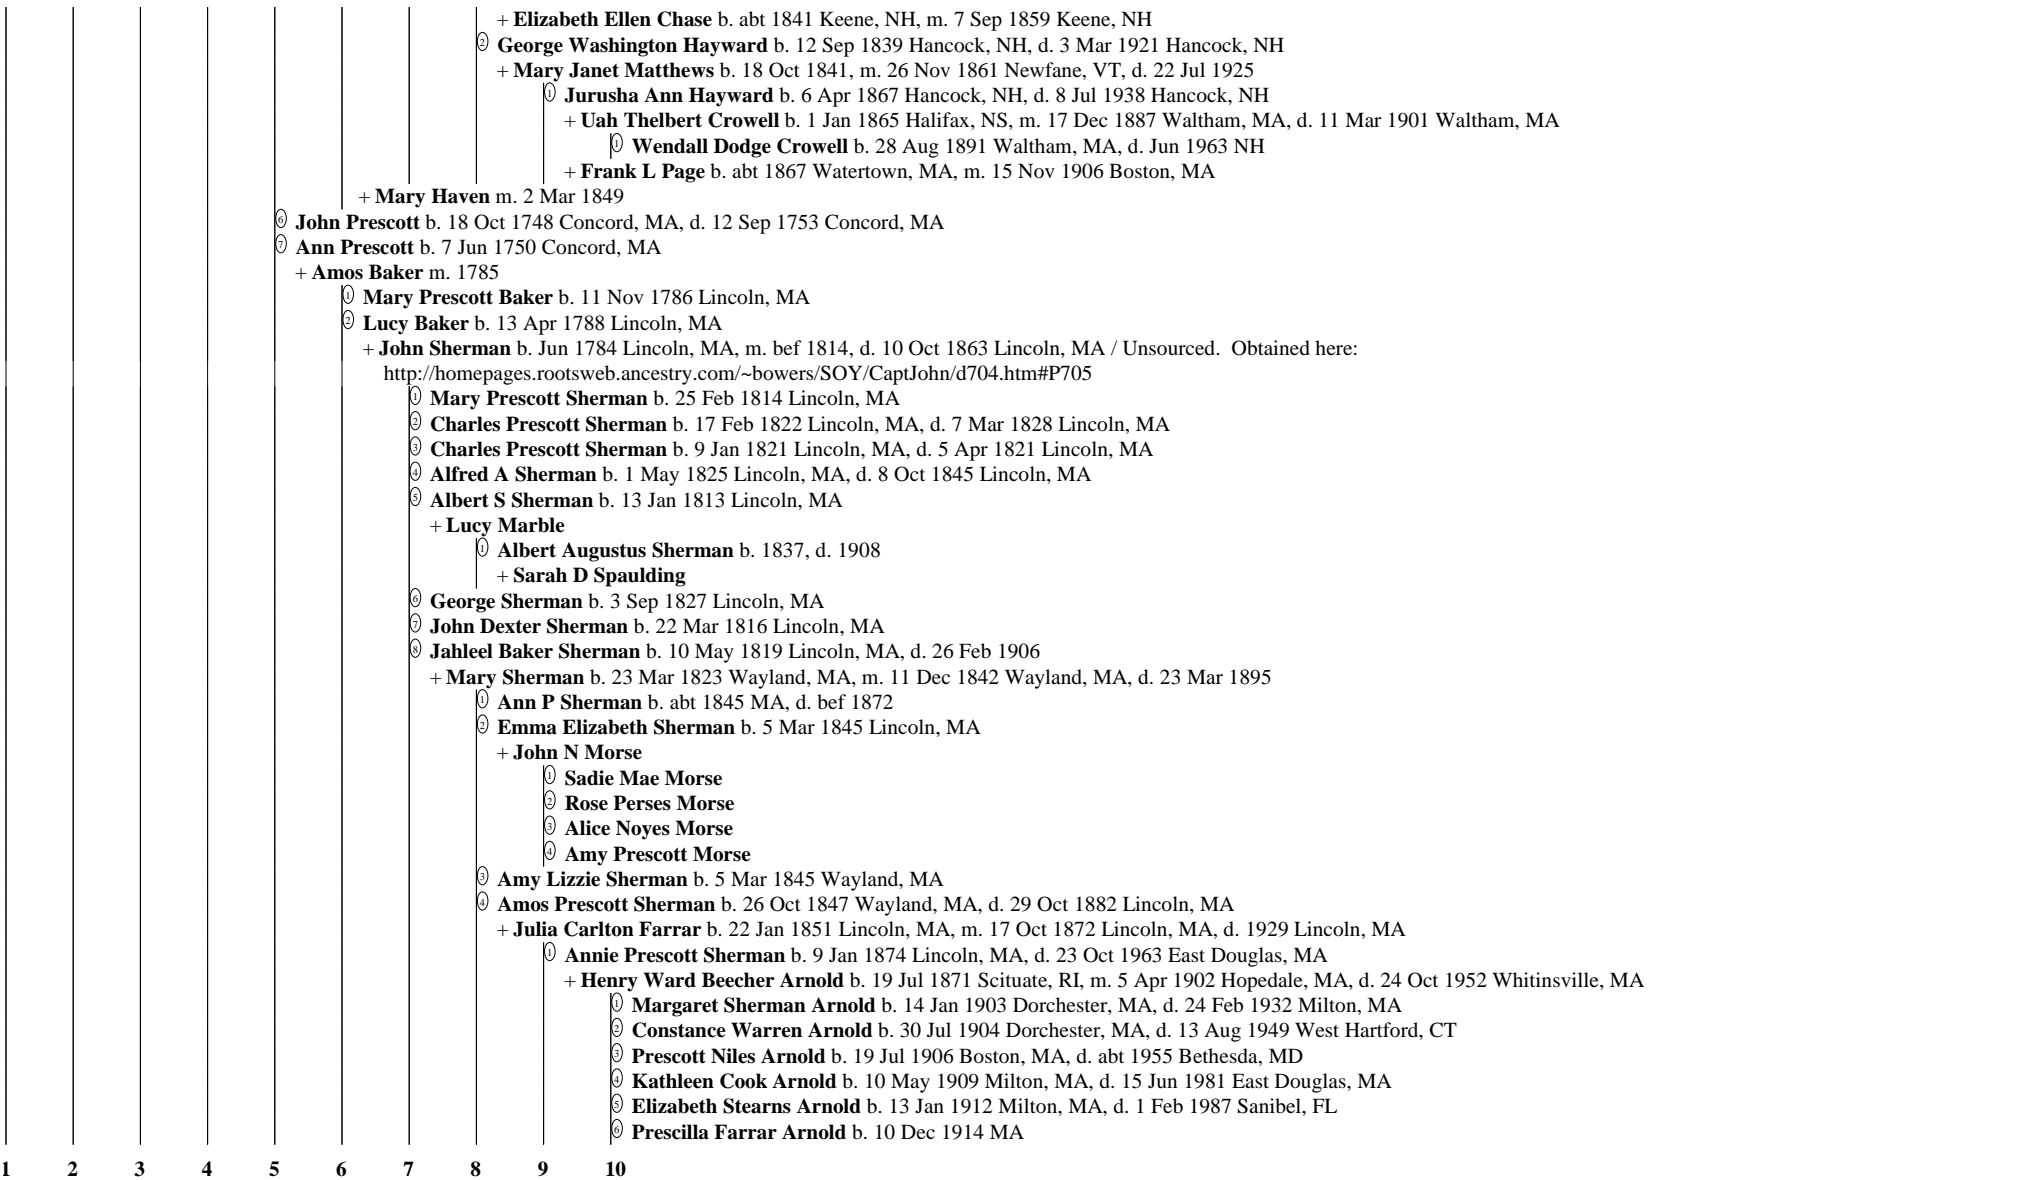 + Elizabeth Ellen Chase b. abt 1841 Keene, NH, m. 7 Sep 1859 Keene, NH
2 George Washington Hayward b. 12 Sep 1839 Hancock, NH, d. 3 Mar 1921 Hancock, NH
+ Mary Janet Matthews b. 18 Oct 1841, m. 26 Nov 1861 Newfane, VT, d. 22 Jul 1925
1 Jurusha Ann Hayward b. 6 Apr 1867 Hancock, NH, d. 8 Jul 1938 Hancock, NH
+ Uah Thelbert Crowell b. 1 Jan 1865 Halifax, NS, m. 17 Dec 1887 Waltham, MA, d. 11 Mar 1901 Waltham, MA
1 Wendall Dodge Crowell b. 28 Aug 1891 Waltham, MA, d. Jun 1963 NH
+ Frank L Page b. abt 1867 Watertown, MA, m. 15 Nov 1906 Boston, MA
+ Mary Haven m. 2 Mar 1849
6 John Prescott b. 18 Oct 1748 Concord, MA, d. 12 Sep 1753 Concord, MA
7 Ann Prescott b. 7 Jun 1750 Concord, MA
+ Amos Baker m. 1785
1 Mary Prescott Baker b. 11 Nov 1786 Lincoln, MA
2 Lucy Baker b. 13 Apr 1788 Lincoln, MA
+ John Sherman b. Jun 1784 Lincoln, MA, m. bef 1814, d. 10 Oct 1863 Lincoln, MA / Unsourced. Obtained here:
http://homepages.rootsweb.ancestry.com/~bowers/SOY/CaptJohn/d704.htm#P705
1 Mary Prescott Sherman b. 25 Feb 1814 Lincoln, MA
2 Charles Prescott Sherman b. 17 Feb 1822 Lincoln, MA, d. 7 Mar 1828 Lincoln, MA
3 Charles Prescott Sherman b. 9 Jan 1821 Lincoln, MA, d. 5 Apr 1821 Lincoln, MA
4 Alfred A Sherman b. 1 May 1825 Lincoln, MA, d. 8 Oct 1845 Lincoln, MA
5 Albert S Sherman b. 13 Jan 1813 Lincoln, MA
+ Lucy Marble
1 Albert Augustus Sherman b. 1837, d. 1908
+ Sarah D Spaulding
6 George Sherman b. 3 Sep 1827 Lincoln, MA
7 John Dexter Sherman b. 22 Mar 1816 Lincoln, MA
8 Jahleel Baker Sherman b. 10 May 1819 Lincoln, MA, d. 26 Feb 1906
+ Mary Sherman b. 23 Mar 1823 Wayland, MA, m. 11 Dec 1842 Wayland, MA, d. 23 Mar 1895
1 Ann P Sherman b. abt 1845 MA, d. bef 1872
2 Emma Elizabeth Sherman b. 5 Mar 1845 Lincoln, MA
+ John N Morse
1 Sadie Mae Morse
2 Rose Perses Morse
3 Alice Noyes Morse
4 Amy Prescott Morse
3 Amy Lizzie Sherman b. 5 Mar 1845 Wayland, MA
4 Amos Prescott Sherman b. 26 Oct 1847 Wayland, MA, d. 29 Oct 1882 Lincoln, MA
+ Julia Carlton Farrar b. 22 Jan 1851 Lincoln, MA, m. 17 Oct 1872 Lincoln, MA, d. 1929 Lincoln, MA
1 Annie Prescott Sherman b. 9 Jan 1874 Lincoln, MA, d. 23 Oct 1963 East Douglas, MA
+ Henry Ward Beecher Arnold b. 19 Jul 1871 Scituate, RI, m. 5 Apr 1902 Hopedale, MA, d. 24 Oct 1952 Whitinsville, MA
1 Margaret Sherman Arnold b. 14 Jan 1903 Dorchester, MA, d. 24 Feb 1932 Milton, MA
2 Constance Warren Arnold b. 30 Jul 1904 Dorchester, MA, d. 13 Aug 1949 West Hartford, CT
3 Prescott Niles Arnold b. 19 Jul 1906 Boston, MA, d. abt 1955 Bethesda, MD
4 Kathleen Cook Arnold b. 10 May 1909 Milton, MA, d. 15 Jun 1981 East Douglas, MA
5 Elizabeth Stearns Arnold b. 13 Jan 1912 Milton, MA, d. 1 Feb 1987 Sanibel, FL
6 Prescilla Farrar Arnold b. 10 Dec 1914 MA
1 2 3 4 5 6 7 8 9 10